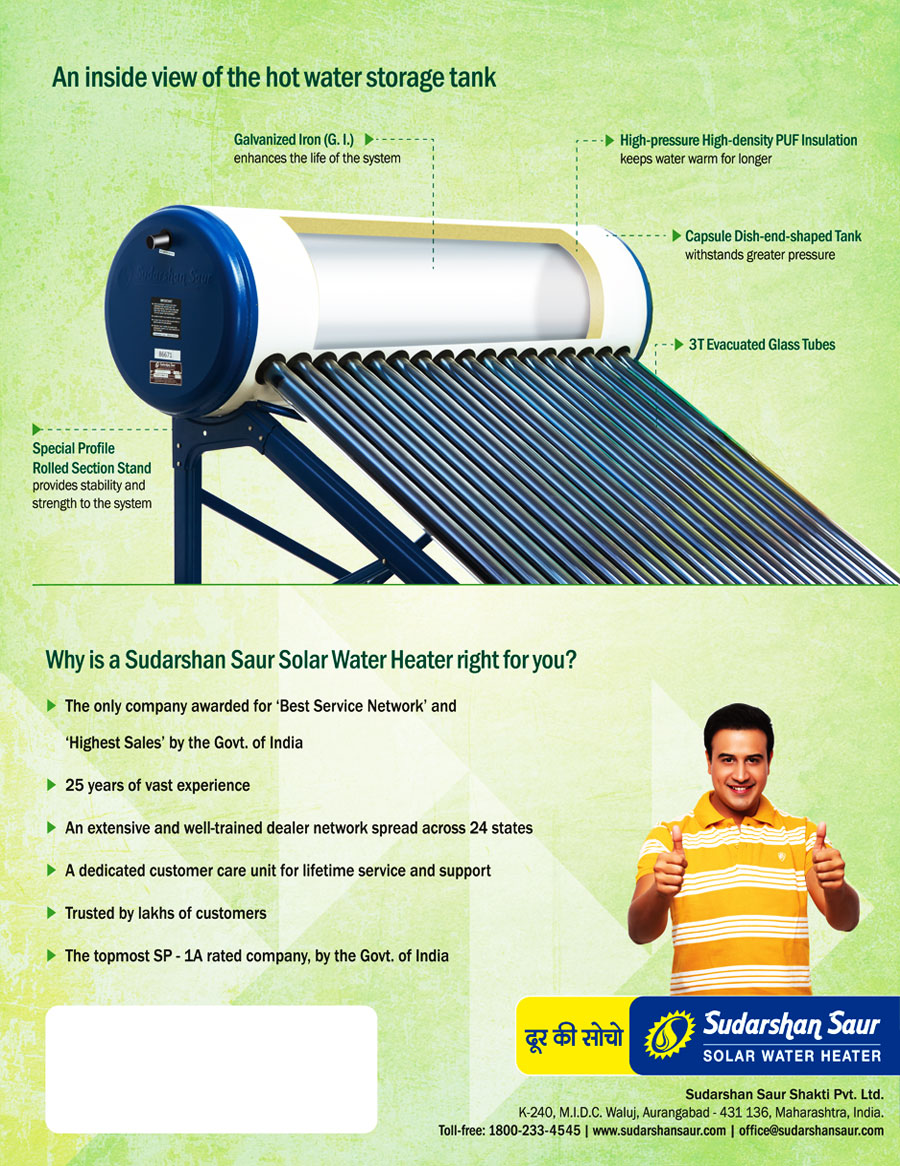 An inside view of the hot water storage tank
Galvanized Iron (G. I.)
enhances the life of the system
High-pressure High-density PUF Insulation
keeps water warm for longer
Capsule Dish-end-shaped Tank
withstands greater pressure
3T Evacuated Glass Tubes
Sudarshan Saur
86671
Special Profile
Rolled Section Stand
provides stability and
strength to the system
Why is a Sudarshan Saur Solar Water Heater right for you?
The only company awarded for ‘Best Service Network’ and
‘Highest Sales’ by the Govt. of India
25 years of vast experience
An extensive and well-trained dealer network spread across 24 states
A dedicated customer care unit for lifetime service and support
Trusted by lakhs of customers
The topmost SP - 1A rated company, by the Govt. of India
दूर की सोचो
Sudarshan Saur
SOLAR WATER HEATER
Sudarshan Saur Shakti Pvt. Ltd.
K-240, M.I.D.C. Waluj, Aurangabad - 431 136, Maharashtra, India.
Toll-free: 1800-233-4545 | www.sudarshansaur.com | office@sudarshansaur.com